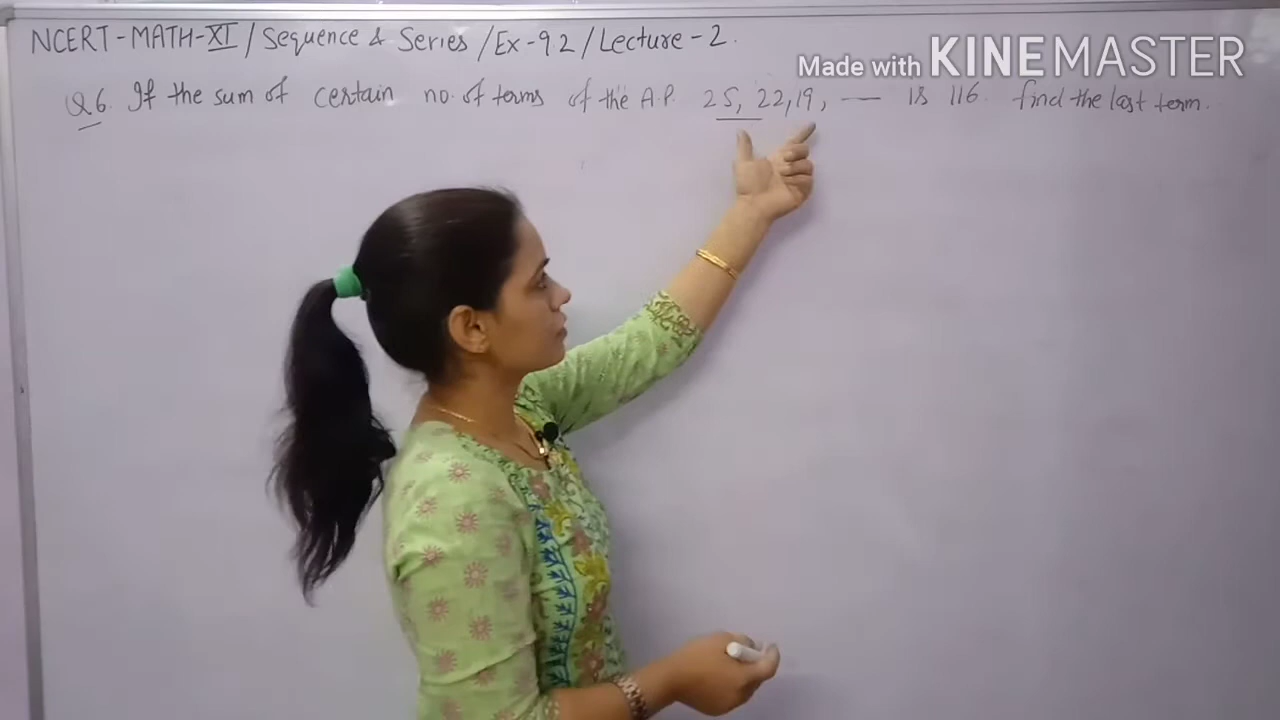 NCERT-MATH-XI / Sequence & Series / Ex-9.2 / Lecture-2.
Made with KINEMASTER
Q6. If the sum of certain no. of terms of the A.P. 25, 22, 19, — is 116. find the last term.